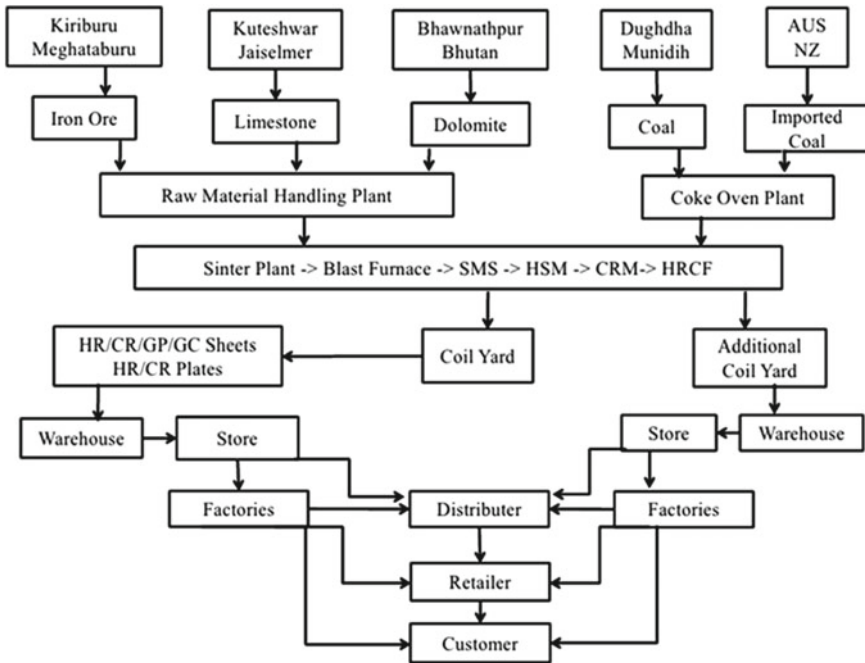 Kiriburu
Meghataburu
Kuteshwar
Jaiselmer
Bhawnathpur
Bhutan
Dughdha
Munidih
AUS
NZ
Iron Ore
Limestone
Dolomite
Coal
Imported
Coal
Raw Material Handling Plant
Coke Oven Plant
Sinter Plant -> Blast Furnace -> SMS -> HSM -> CRM-> HRCF
HR/CR/GP/GC Sheets
HR/CR Plates
Coil Yard
Additional
Coil Yard
Warehouse
Store
Store
Warehouse
Factories
Distributer
Factories
Retailer
Customer